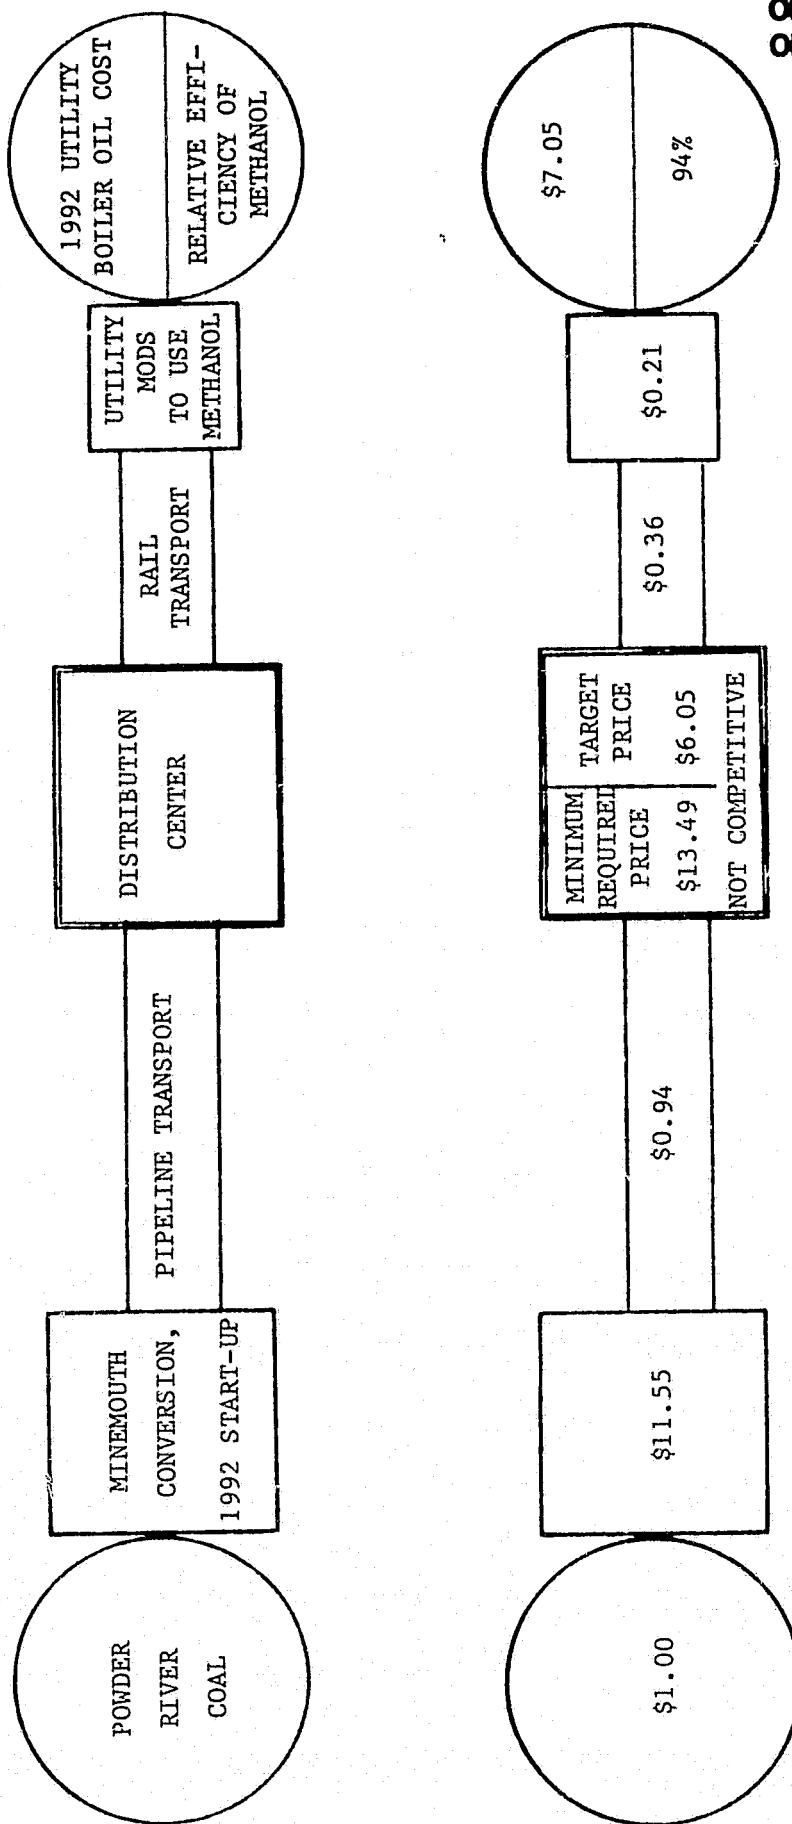 POWDER
RIVER
COAL
MINEMOUTH
CONVERSION,
1992 START-UP
PIPELINE TRANSPORT
DISTRIBUTION
CENTER
RAIL
TRANSPORT
UTILITY
MODS
TO USE
METHANOL
1992 UTILITY
BOILER OIL COST
RELATIVE EFFI-
CIENCY OF
METHANOL
$1.00
$11.55
$0.94
MINIMUM
REQUIRED
PRICE
$13.49
TARGET
PRICE
$6.05
NOT COMPETITIVE
$0.36
$0.21
$7.05
94%